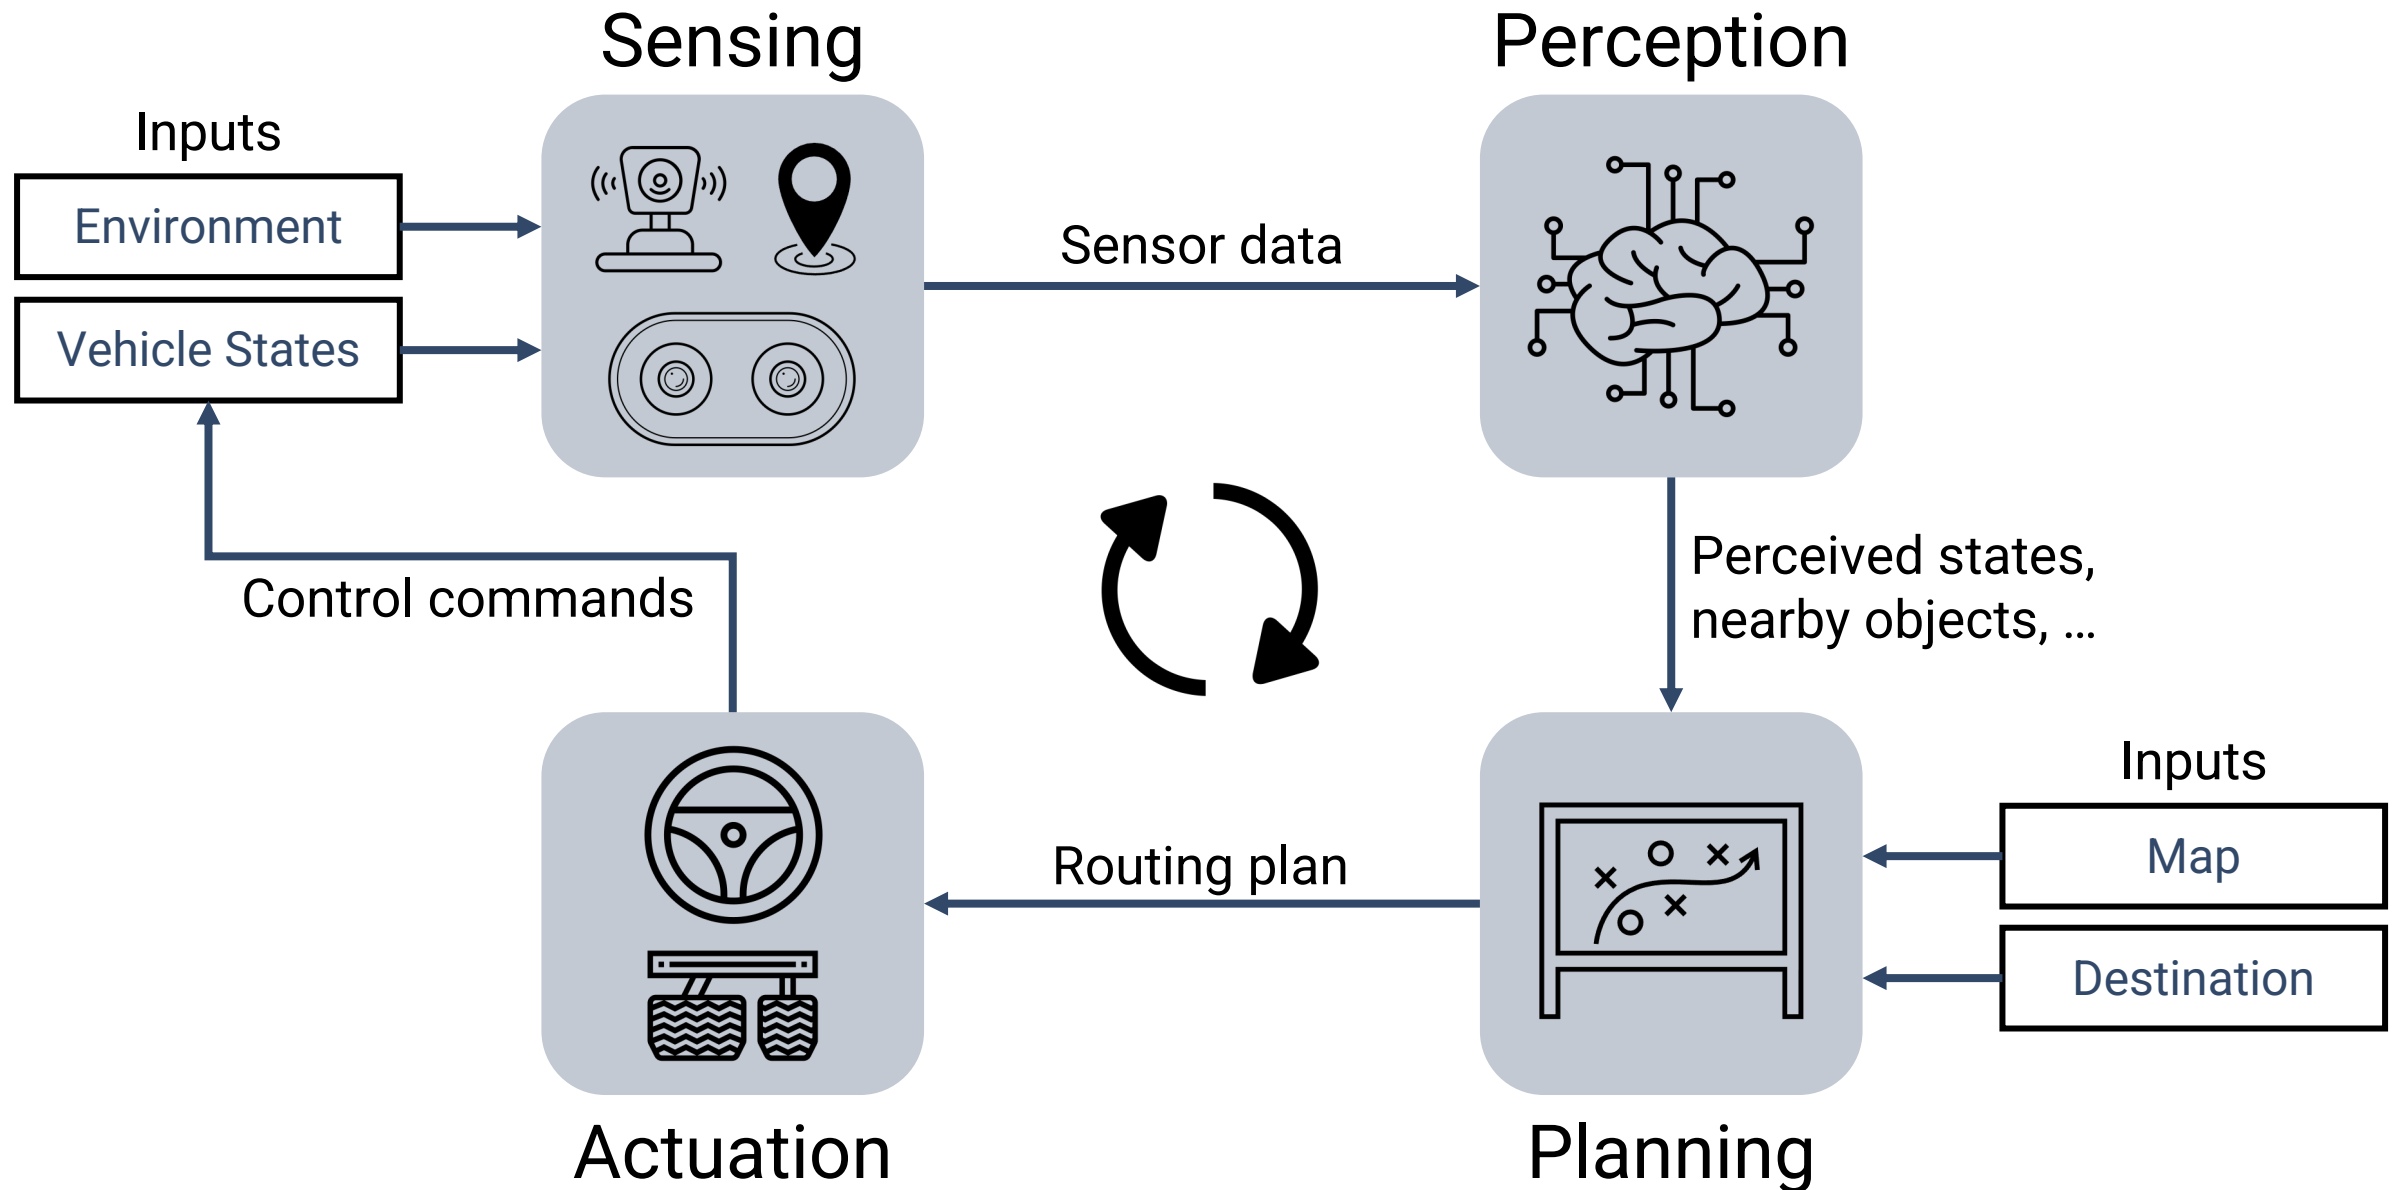 Sensing
Perception
Inputs
Environment
Vehicle States
Sensor data
Control commands
Perceived states,
nearby objects, ...
Inputs
Map
Destination
Routing plan
Actuation
Planning